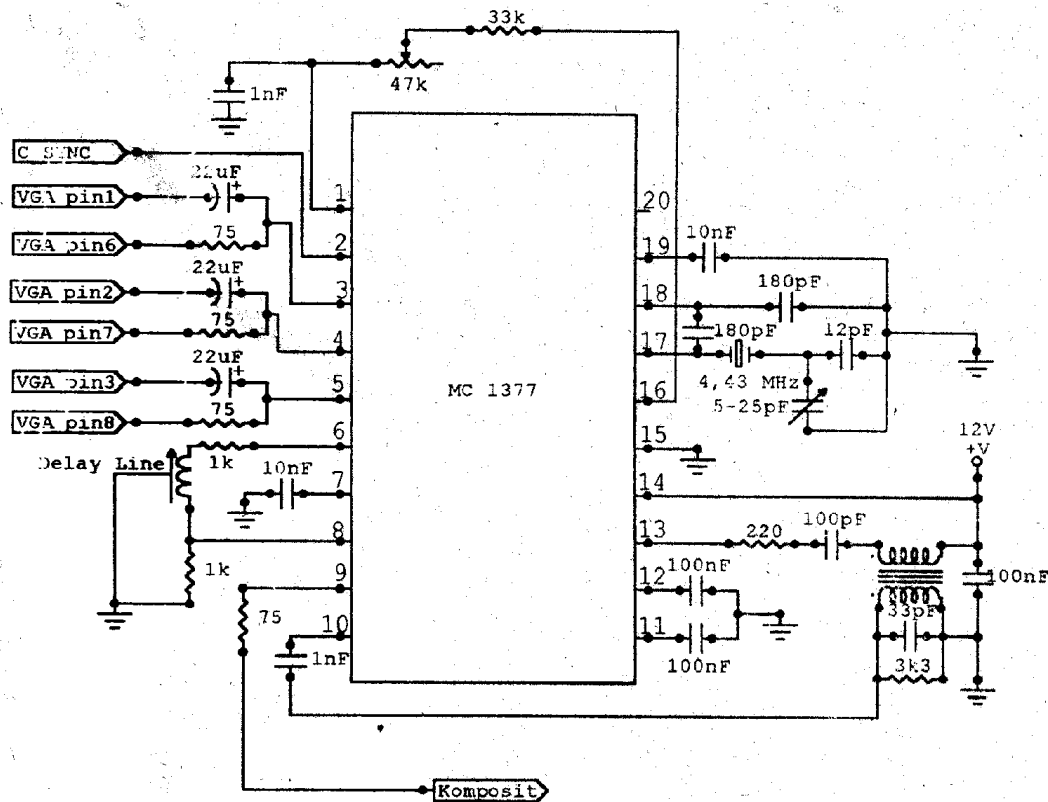 33k
47k
1nF
22uF
VGA pin1
75
VGA pin6
22uF
VGA pin2
75
VGA pin7
22uF
VGA pin3
75
VGA pin8
1k
Delay Line
10nF
1k
75
1nF
1
2
3
4
5
6
7
8
9
10
MC 1377
20
19
18
17
16
15
14
13
12
11
10nF
180pF
180pF
12pF
4,43 MHz
5-25pF
12V
+V
220
100pF
100nF
100nF
100nF
33pF
3k3
Komposit